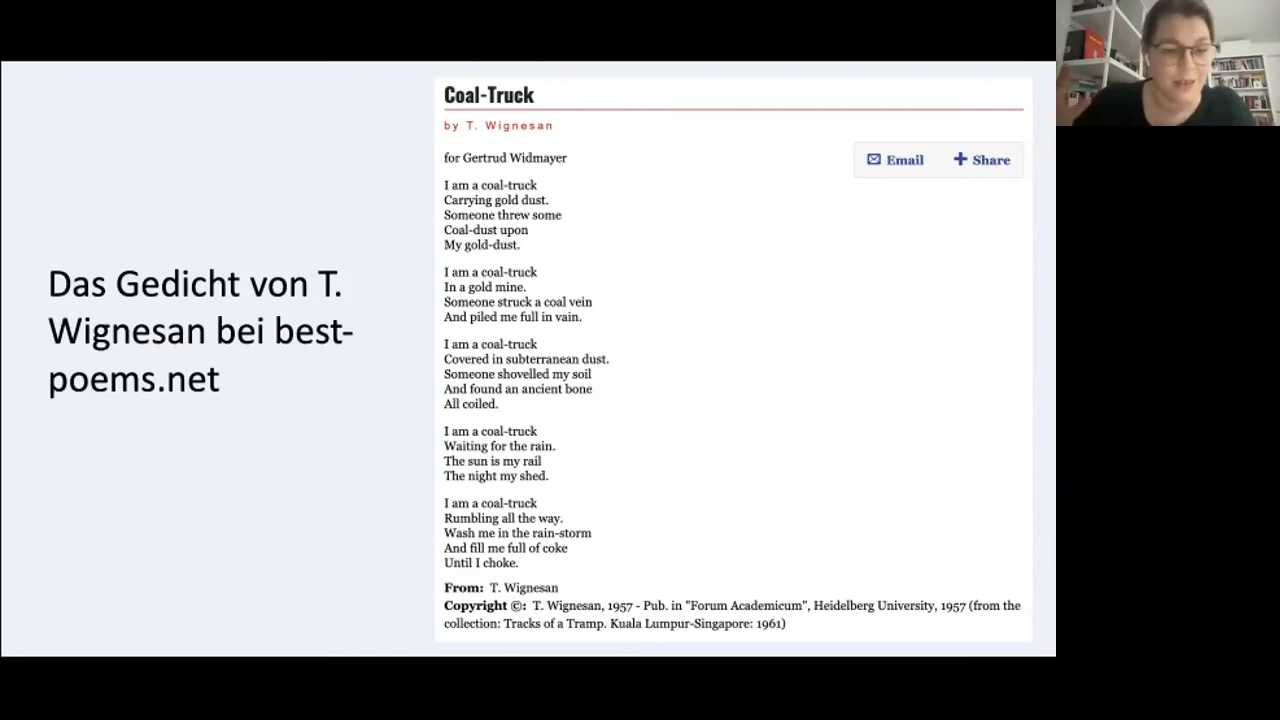 Das Gedicht von T.
Wignesan bei best-
poems.net
Coal-Truck
by T. Wignesan
Email
Share
for Gertrud Widmayer
I am a coal-truck
Carrying gold dust.
Someone threw some
Coal-dust upon
My gold-dust.
I am a coal-truck
In a gold mine.
Someone struck a coal vein
And piled me full in vain.
I am a coal-truck
Covered in subterranean dust.
Someone shovelled my soil
And found an ancient bone
All coiled.
I am a coal-truck
Waiting for the rain.
The sun is my rail
The night my shed.
I am a coal-truck
Rumbling all the way.
Wash me in the rain-storm
And fill me full of coke
Until I choke.
From: T. Wignesan
Copyright ©: T. Wignesan, 1957 - Pub. in "Forum Academicum", Heidelberg University, 1957 (from the
collection: Tracks of a Tramp. Kuala Lumpur-Singapore: 1961)